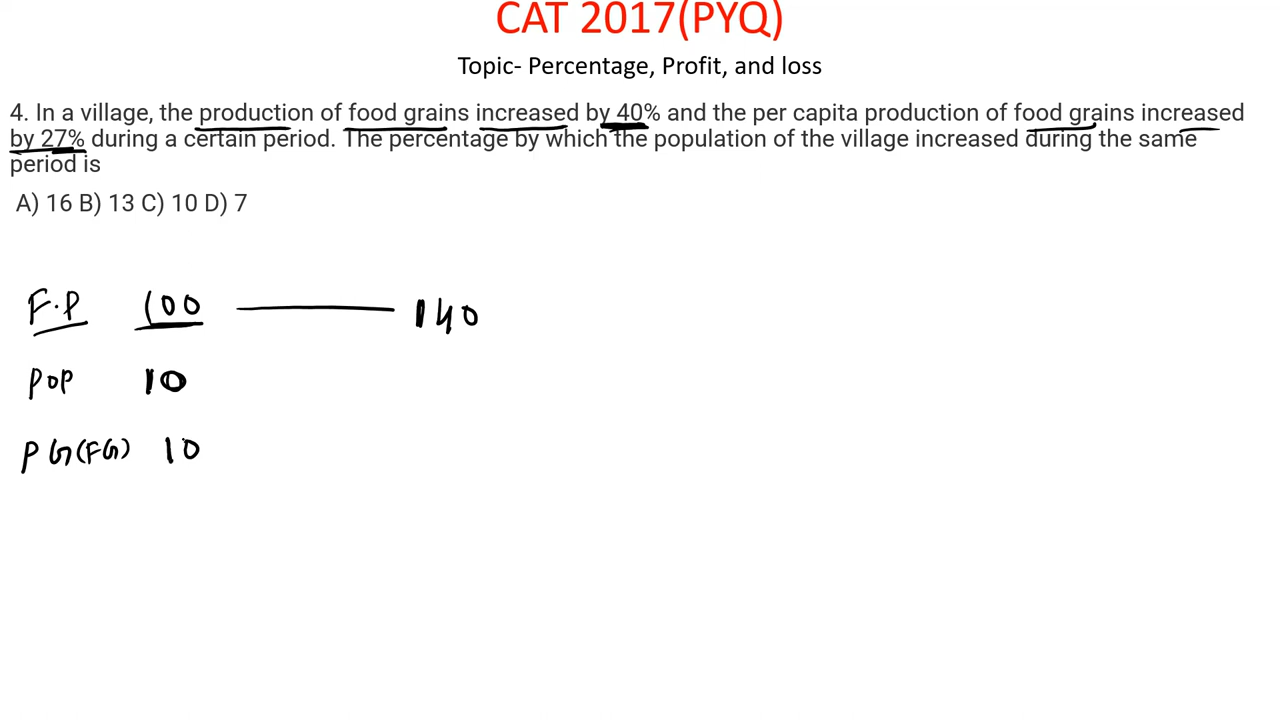 CAT 2017(PYQ)
Topic- Percentage, Profit, and loss
4. In a village, the production of food grains increased by 40% and the per capita production of food grains increased
by 27% during a certain period. The percentage by which the population of the village increased during the same
period is
A) 16 B) 13 C) 10 D) 7
F.P 100 140
POP 10
PG(FG) 10